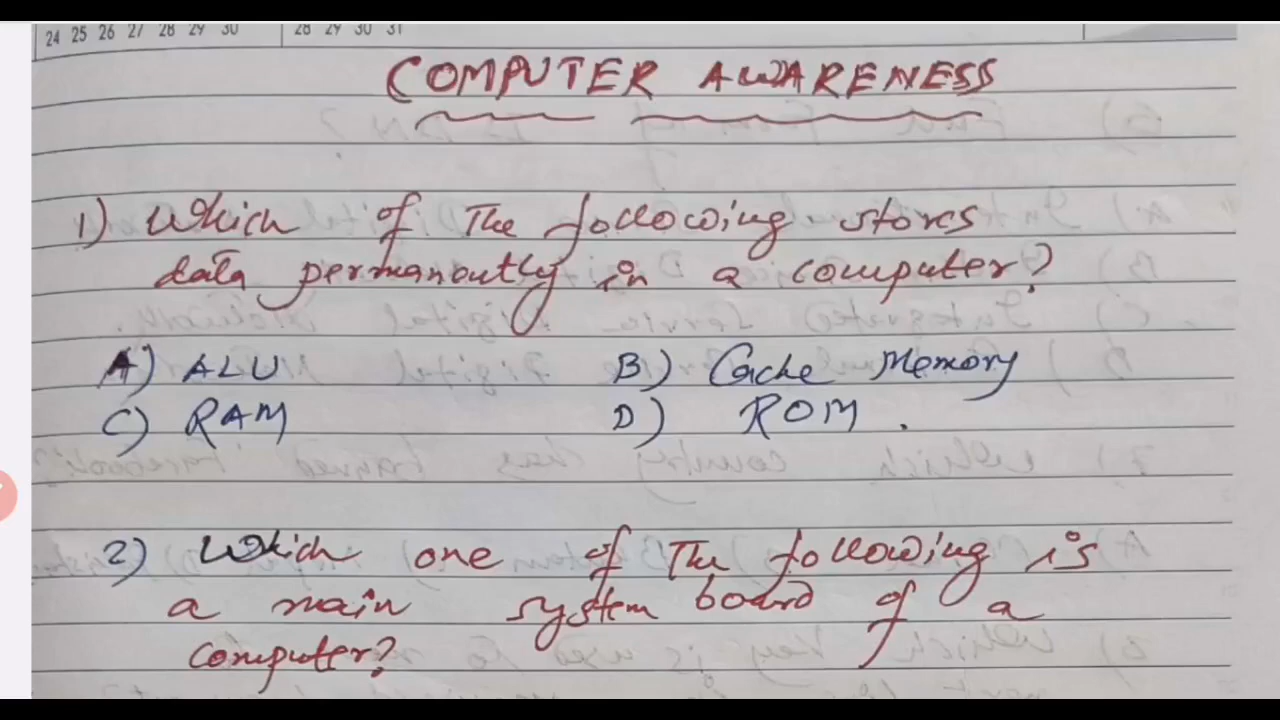 24 25 26 27 28 29 30 28 29 30 31
COMPUTER AWARENESS
1) Which of The following stores
data permanoutly in a computer?
A) ALU B) Cache Memory
C) RAM D) ROM.
2) Which one of The following is
a main system board of a
computer?